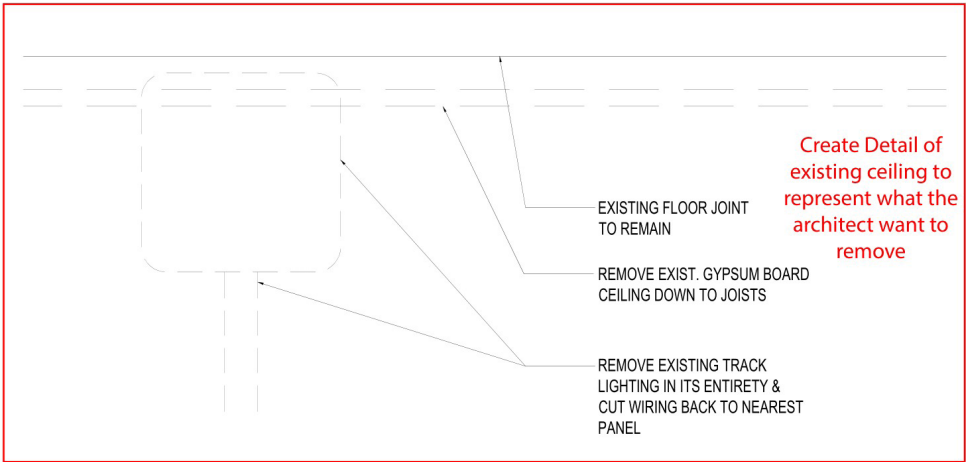 Create Detail of
existing ceiling to
represent what the
architect want to
remove
EXISTING FLOOR JOINT
TO REMAIN
REMOVE EXIST. GYPSUM BOARD
CEILING DOWN TO JOISTS
REMOVE EXISTING TRACK
LIGHTING IN ITS ENTIRETY &
CUT WIRING BACK TO NEAREST
PANEL